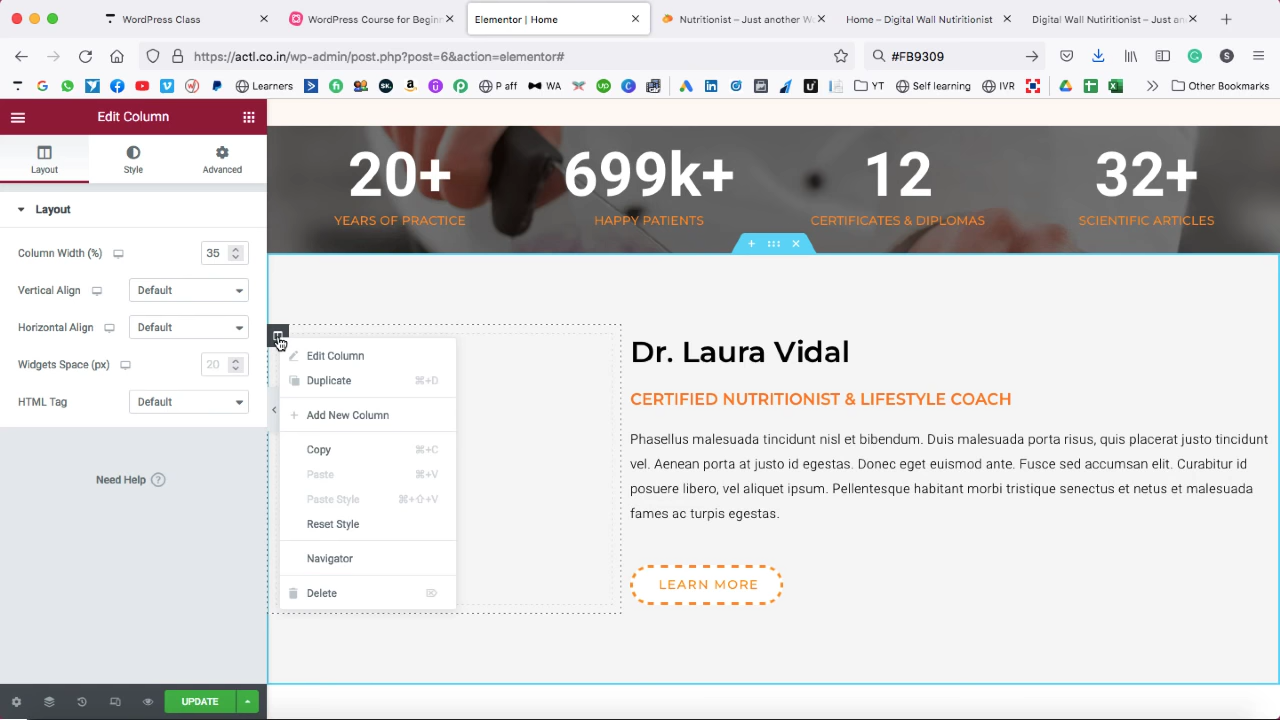 WordPress Class
WordPress Course for Beginn
Elementor | Home
Nutritionist – Just another W
Home – Digital Wall Nutiritionist
Digital Wall Nutiritionist – Just an
https://actl.co.in/wp-admin/post.php?post=6&action=elementor#
#FB9309
Learners
P aff
WA
YT
Self learning
IVR
Other Bookmarks
Edit Column
Layout
Style
Advanced
Layout
Column Width (%)
35
Vertical Align
Default
Horizontal Align
Default
Widgets Space (px)
20
HTML Tag
Default
Need Help
UPDATE
20+
699k+
12
32+
YEARS OF PRACTICE
HAPPY PATIENTS
CERTIFICATES & DIPLOMAS
SCIENTIFIC ARTICLES
Edit Column
Duplicate ⌘+D
Add New Column
Copy ⌘+C
Paste ⌘+V
Paste Style ⌘+⇧+V
Reset Style
Navigator
Delete ⌦
Dr. Laura Vidal
CERTIFIED NUTRITIONIST & LIFESTYLE COACH
Phasellus malesuada tincidunt nisl et bibendum. Duis malesuada porta risus, quis placerat justo tincidunt
vel. Aenean porta at justo id egestas. Donec eget euismod ante. Fusce sed accumsan elit. Curabitur id
posuere libero, vel aliquet ipsum. Pellentesque habitant morbi tristique senectus et netus et malesuada
fames ac turpis egestas.
LEARN MORE